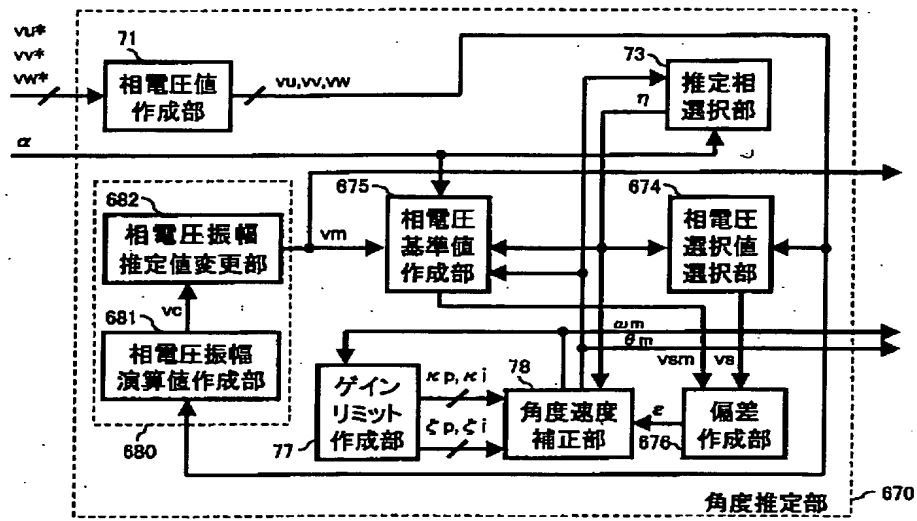 vu*
vv*
vw*
71
相電圧値
作成部
vu,vv,vw
73
推定相
選択部
η
α
682
相電圧振幅
推定値変更部
vm
675
相電圧
基準値
作成部
674
相電圧
選択値
選択部
vc
681
相電圧振幅
演算値作成部
680
ωm
θm
vsm
vs
ゲイン
リミット
作成部
77
κp,κi
ζp,ζi
78
角度速度
補正部
ε
偏差
作成部
676
角度推定部
670